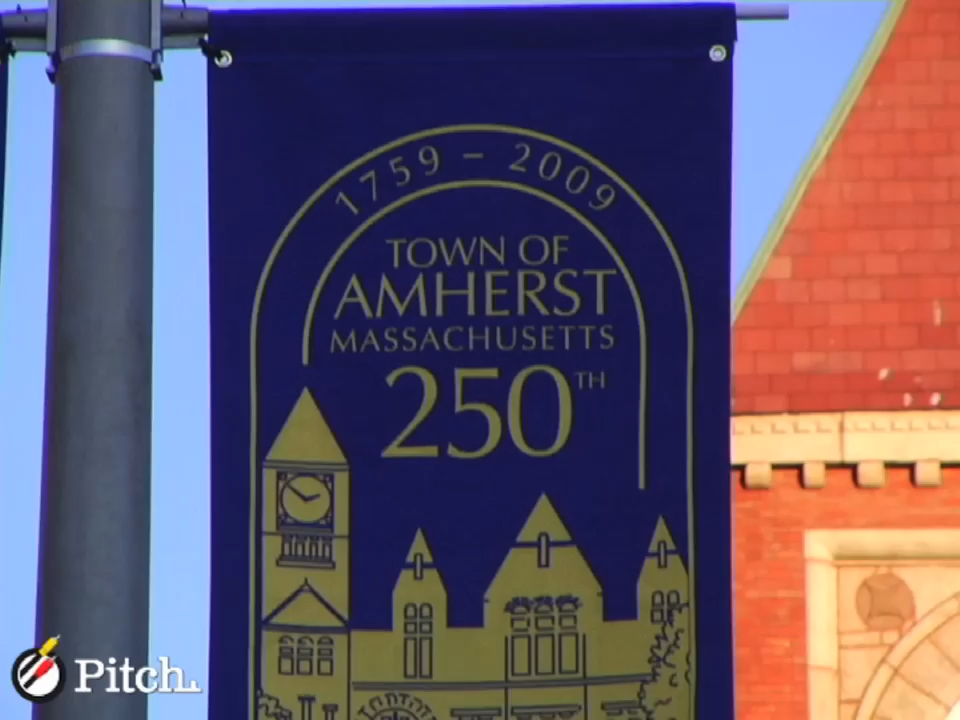 1759 – 2009
TOWN OF
AMHERST
MASSACHUSETTS
250TH
Pitch.